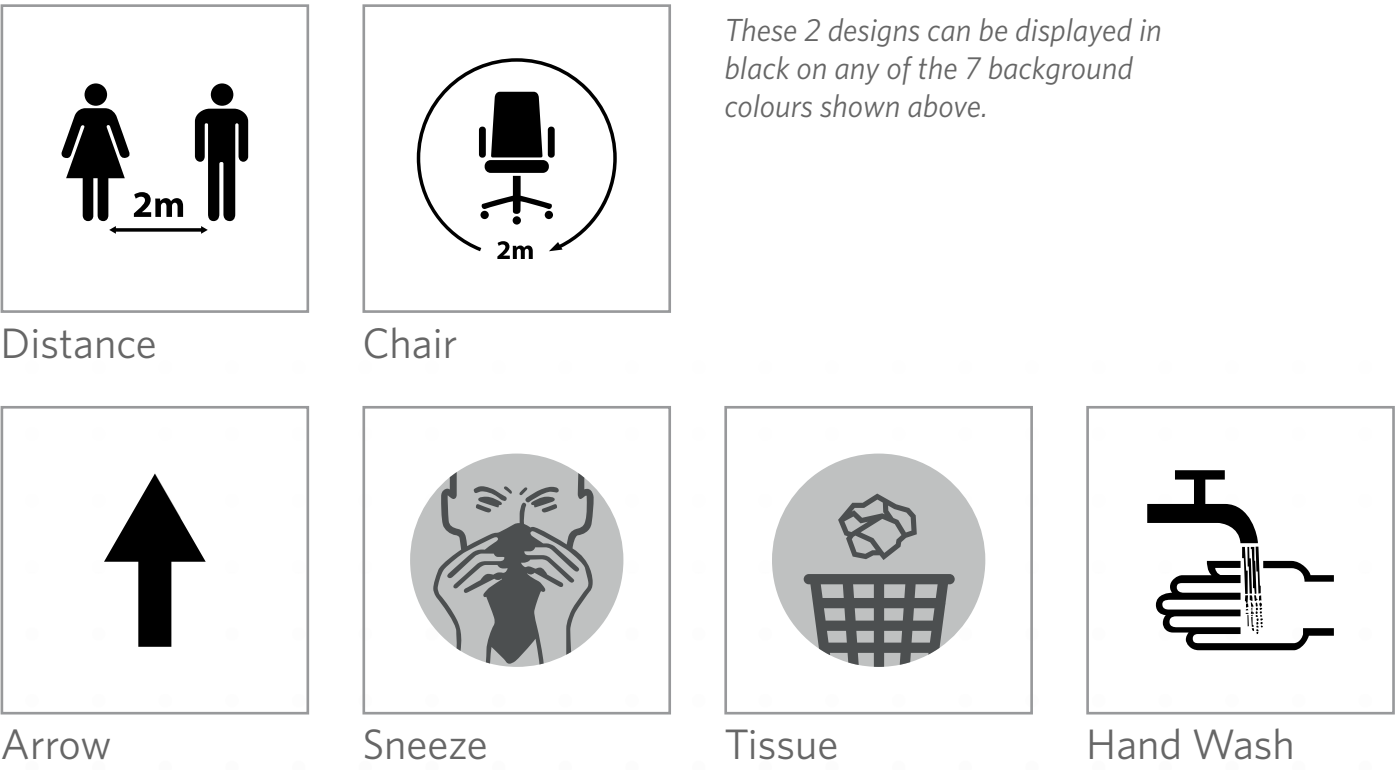 These 2 designs can be displayed in
black on any of the 7 background
colours shown above.
2m
2m
Distance
Chair
Arrow
Sneeze
Tissue
Hand Wash